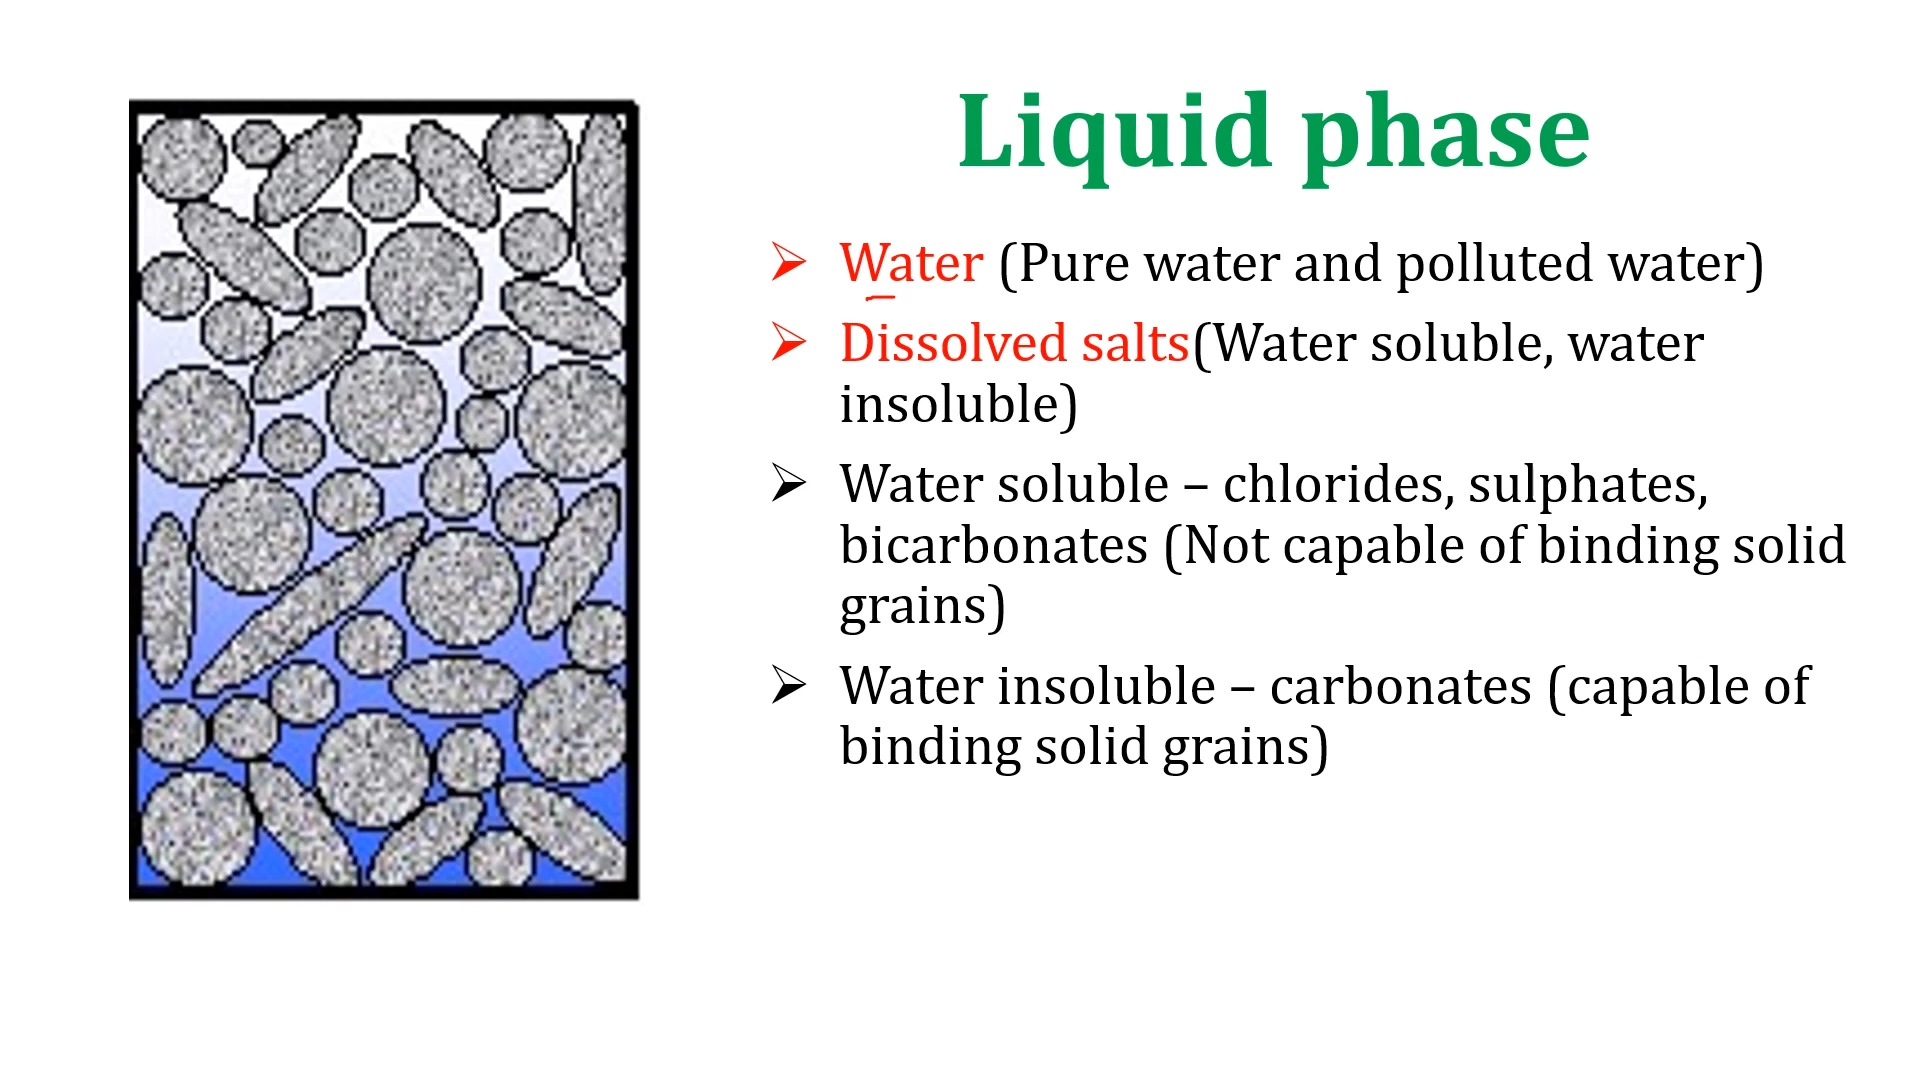 Liquid phase
➢ Water (Pure water and polluted water)
➢ Dissolved salts(Water soluble, water
insoluble)
➢ Water soluble – chlorides, sulphates,
bicarbonates (Not capable of binding solid
grains)
➢ Water insoluble – carbonates (capable of
binding solid grains)